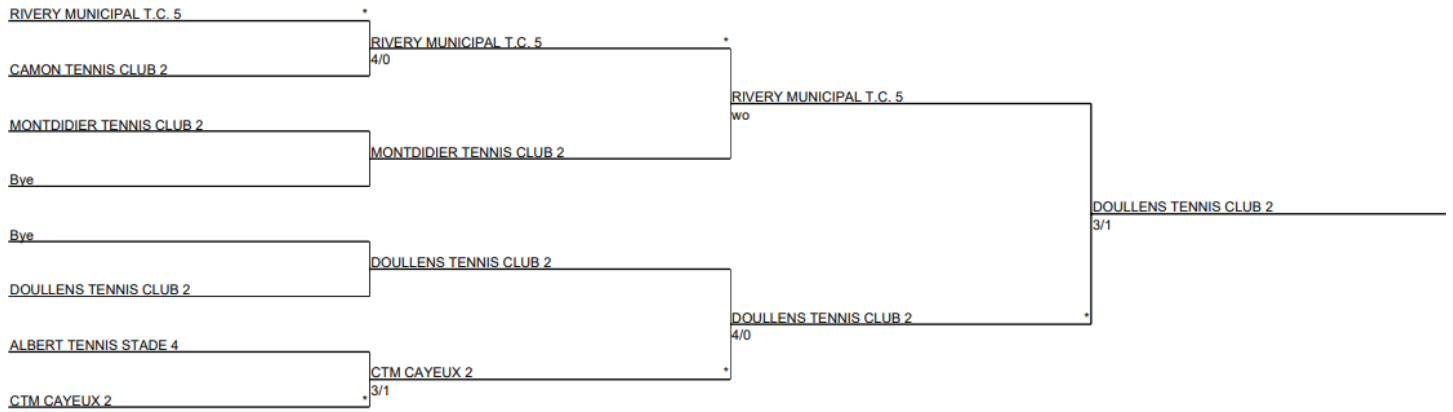 RIVERY MUNICIPAL T.C. 5 *
RIVERY MUNICIPAL T.C. 5 *
4/0
CAMON TENNIS CLUB 2
RIVERY MUNICIPAL T.C. 5
wo
MONTDIDIER TENNIS CLUB 2
MONTDIDIER TENNIS CLUB 2
Bye
DOULLENS TENNIS CLUB 2
3/1
Bye
DOULLENS TENNIS CLUB 2
DOULLENS TENNIS CLUB 2
DOULLENS TENNIS CLUB 2 *
4/0
ALBERT TENNIS STADE 4
CTM CAYEUX 2 *
3/1
CTM CAYEUX 2 *